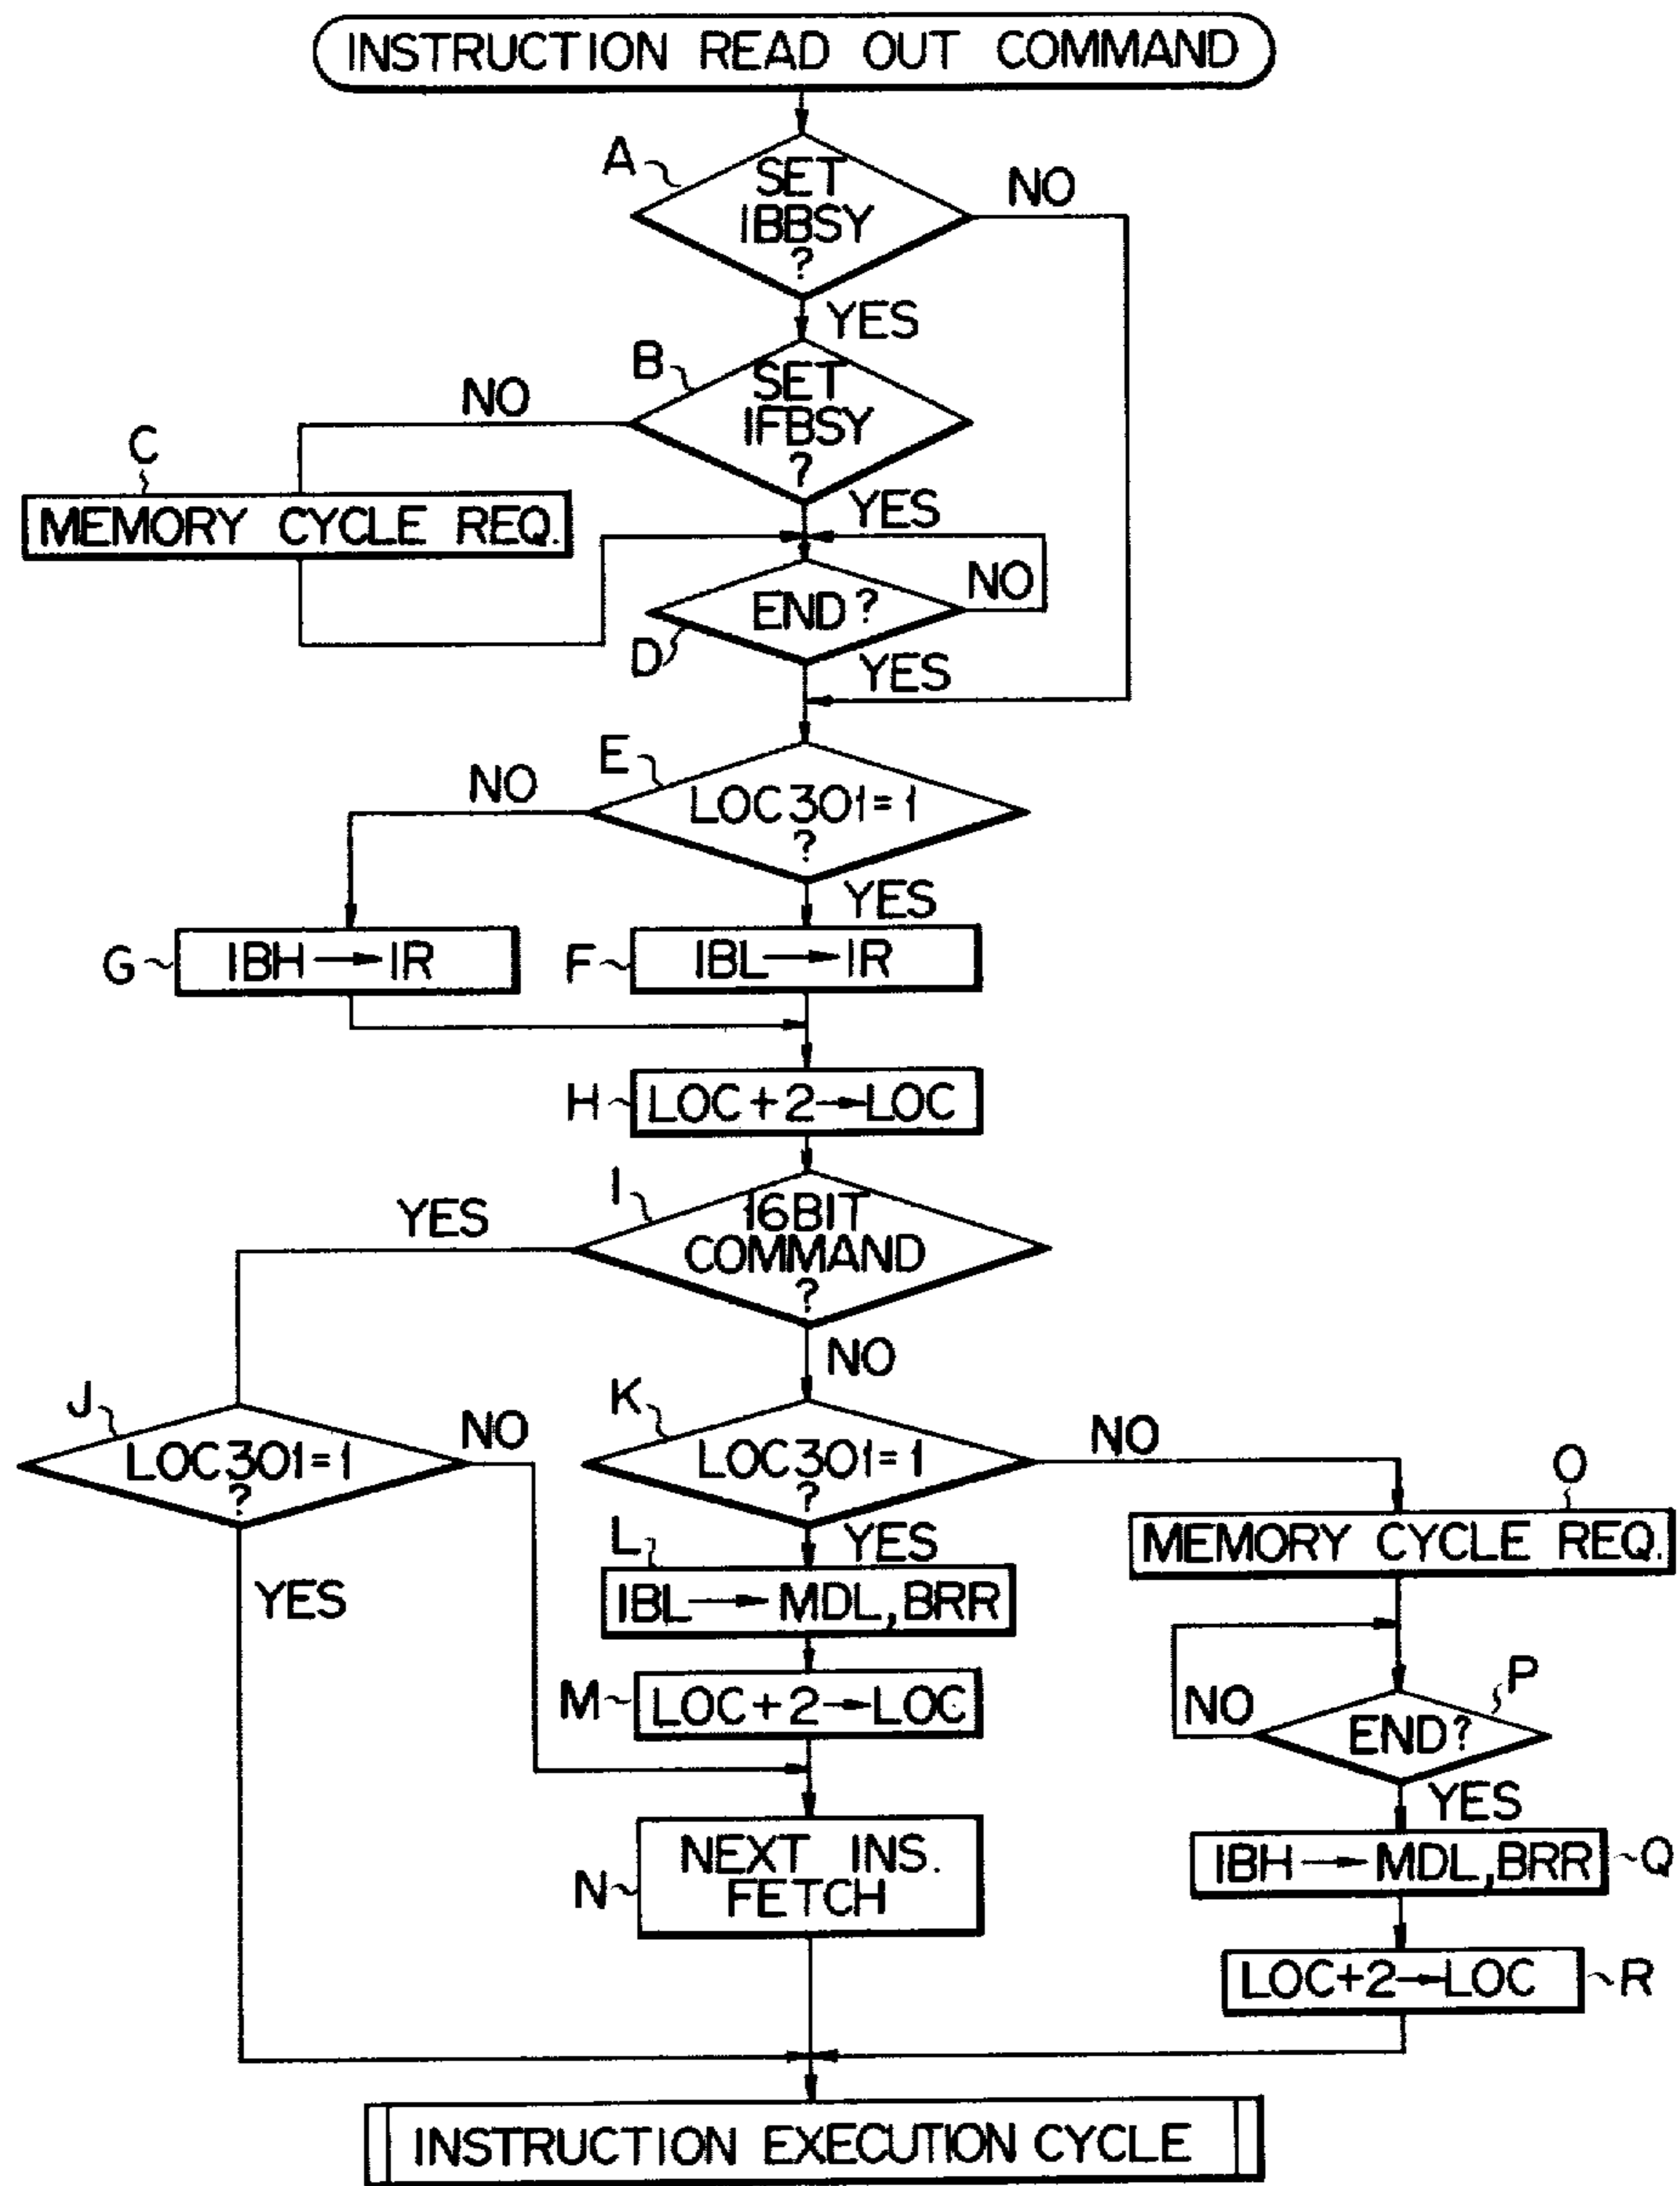 INSTRUCTION READ OUT COMMAND
A
SET
IBBSY
?
NO
YES
B
SET
IFBSY
?
NO
YES
C
MEMORY CYCLE REQ.
END?
NO
D
YES
E
LOC301=1
?
NO
YES
G
IBH→IR
F
IBL→IR
H
LOC+2→LOC
I
16BIT
COMMAND
?
YES
NO
J
LOC301=1
?
NO
YES
K
LOC301=1
?
NO
YES
O
MEMORY CYCLE REQ.
L
IBL→MDL,BRR
M
LOC+2→LOC
P
END?
NO
YES
N
NEXT INS.
FETCH
IBH→MDL,BRR
Q
LOC+2→LOC
R
INSTRUCTION EXECUTION CYCLE